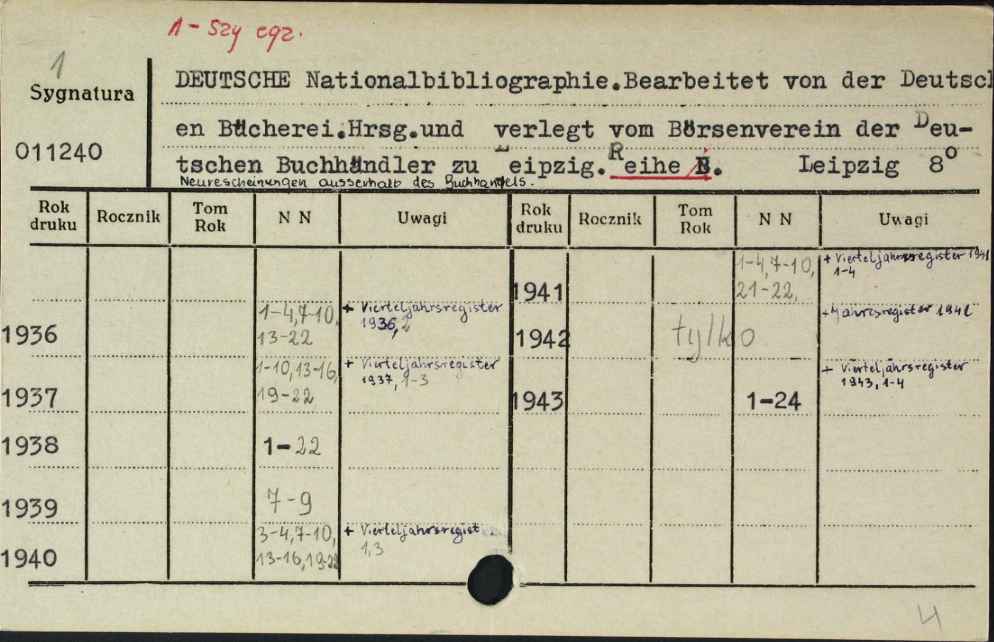 1-szy egz.
1
Sygnatura
011240
DEUTSCHE Nationalbibliographie.Bearbeitet von der Deutsch
en Bücherei.Hrsg.und verlegt vom Börsenverein der Deu-
tschen Buchhändler zu Leipzig. Reihe B. Leipzig 8°
Neurescheinungen ausserhalb des Buchhandels.
Rok druku Rocznik Tom Rok N N Uwagi Rok druku Rocznik Tom Rok N N Uwagi
1941 1-4,7-10, 21-22, + Vierteljahrsregister 1941 1-4
1936 1-4,7-10, 13-22 + Vierteljahrsregister 1936,2
1942 tylko + Jahresregister 1942
1937 1-10,13-16, 19-22 + Vierteljahrsregister 1937, 1-3
1943 1-24 + Vierteljahrsregister 1943, 1-4
1938 1-22
1939 7-9
1940 3-4,7-10, 13-16,19-22 + Vierteljahrsregist 1,3
4